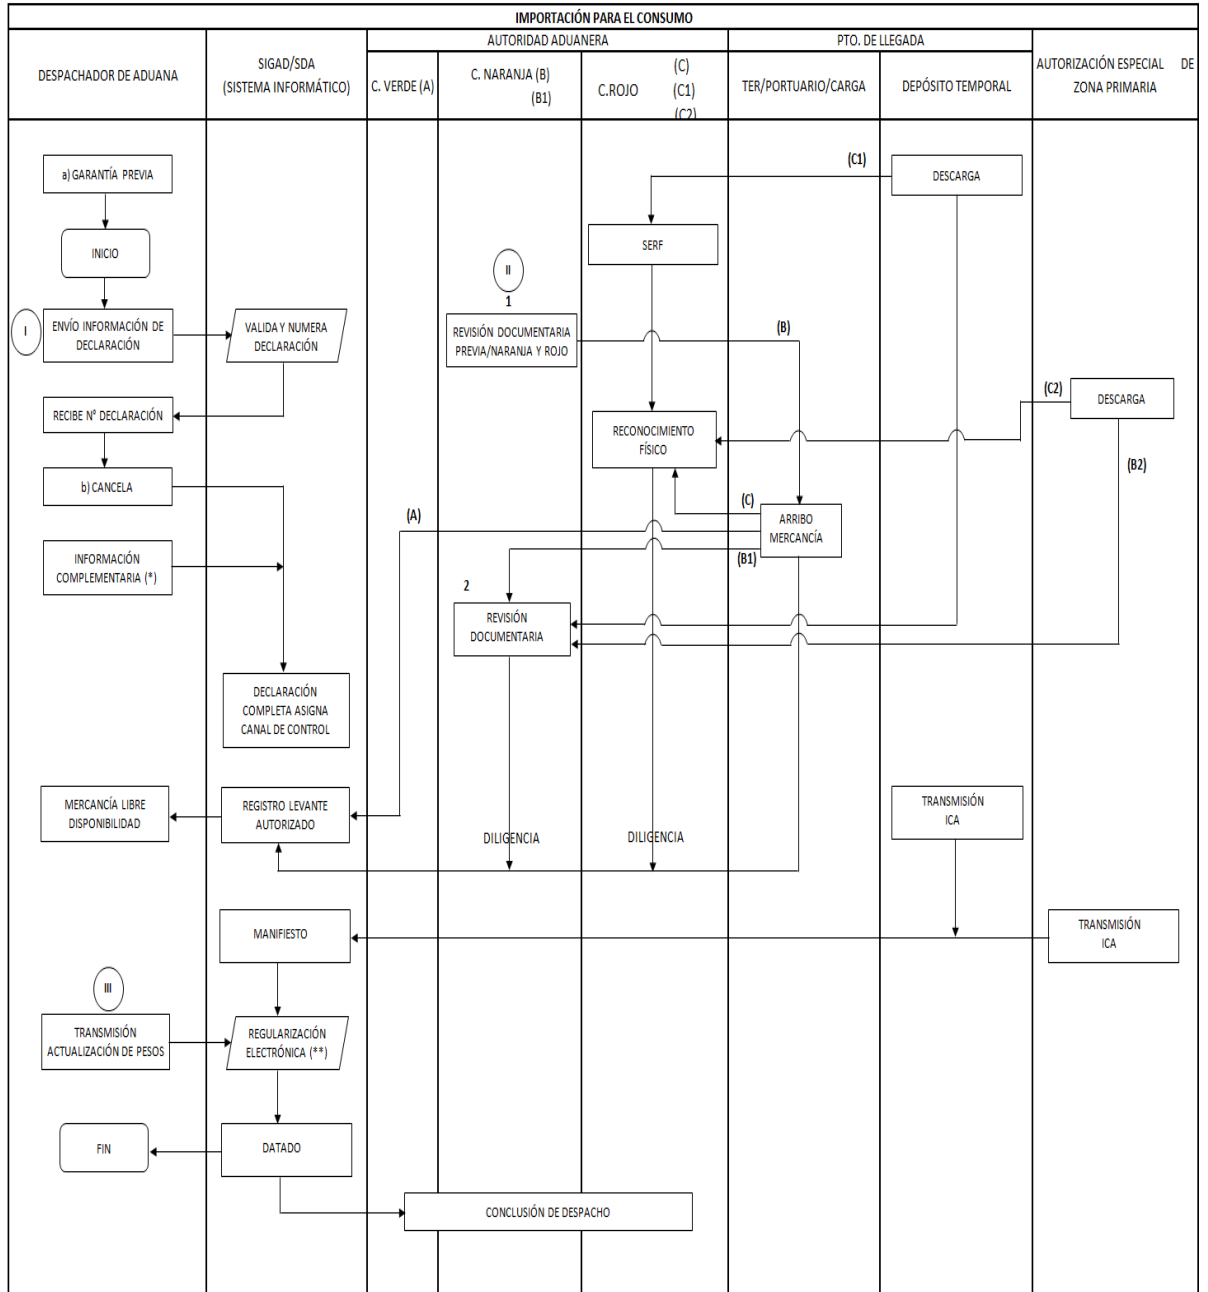 IMPORTACIÓN PARA EL CONSUMO
DESPACHADOR DE ADUANA
SIGAD/SDA
(SISTEMA INFORMÁTICO)
AUTORIDAD ADUANERA
C. VERDE (A)
C. NARANJA (B)
(B1)
C.ROJO
(C)
(C1)
(C2)
PTO. DE LLEGADA
TER/PORTUARIO/CARGA
DEPÓSITO TEMPORAL
AUTORIZACIÓN ESPECIAL DE
ZONA PRIMARIA
a) GARANTÍA PREVIA
(C1)
DESCARGA
INICIO
SERF
II
1
I
ENVÍO INFORMACIÓN DE
DECLARACIÓN
VALIDA Y NUMERA
DECLARACIÓN
REVISIÓN DOCUMENTARIA
PREVIA/NARANJA Y ROJO
(B)
RECIBE Nº DECLARACIÓN
(C2)
DESCARGA
RECONOCIMIENTO
FÍSICO
(B2)
b) CANCELA
(C)
(A)
ARRIBO
MERCANCÍA
INFORMACIÓN
COMPLEMENTARIA (*)
(B1)
2
REVISIÓN
DOCUMENTARIA
DECLARACIÓN
COMPLETA ASIGNA
CANAL DE CONTROL
MERCANCÍA LIBRE
DISPONIBILIDAD
REGISTRO LEVANTE
AUTORIZADO
TRANSMISIÓN
ICA
DILIGENCIA
DILIGENCIA
MANIFIESTO
TRANSMISIÓN
ICA
III
TRANSMISIÓN
ACTUALIZACIÓN DE PESOS
REGULARIZACIÓN
ELECTRÓNICA (**)
FIN
DATADO
CONCLUSIÓN DE DESPACHO